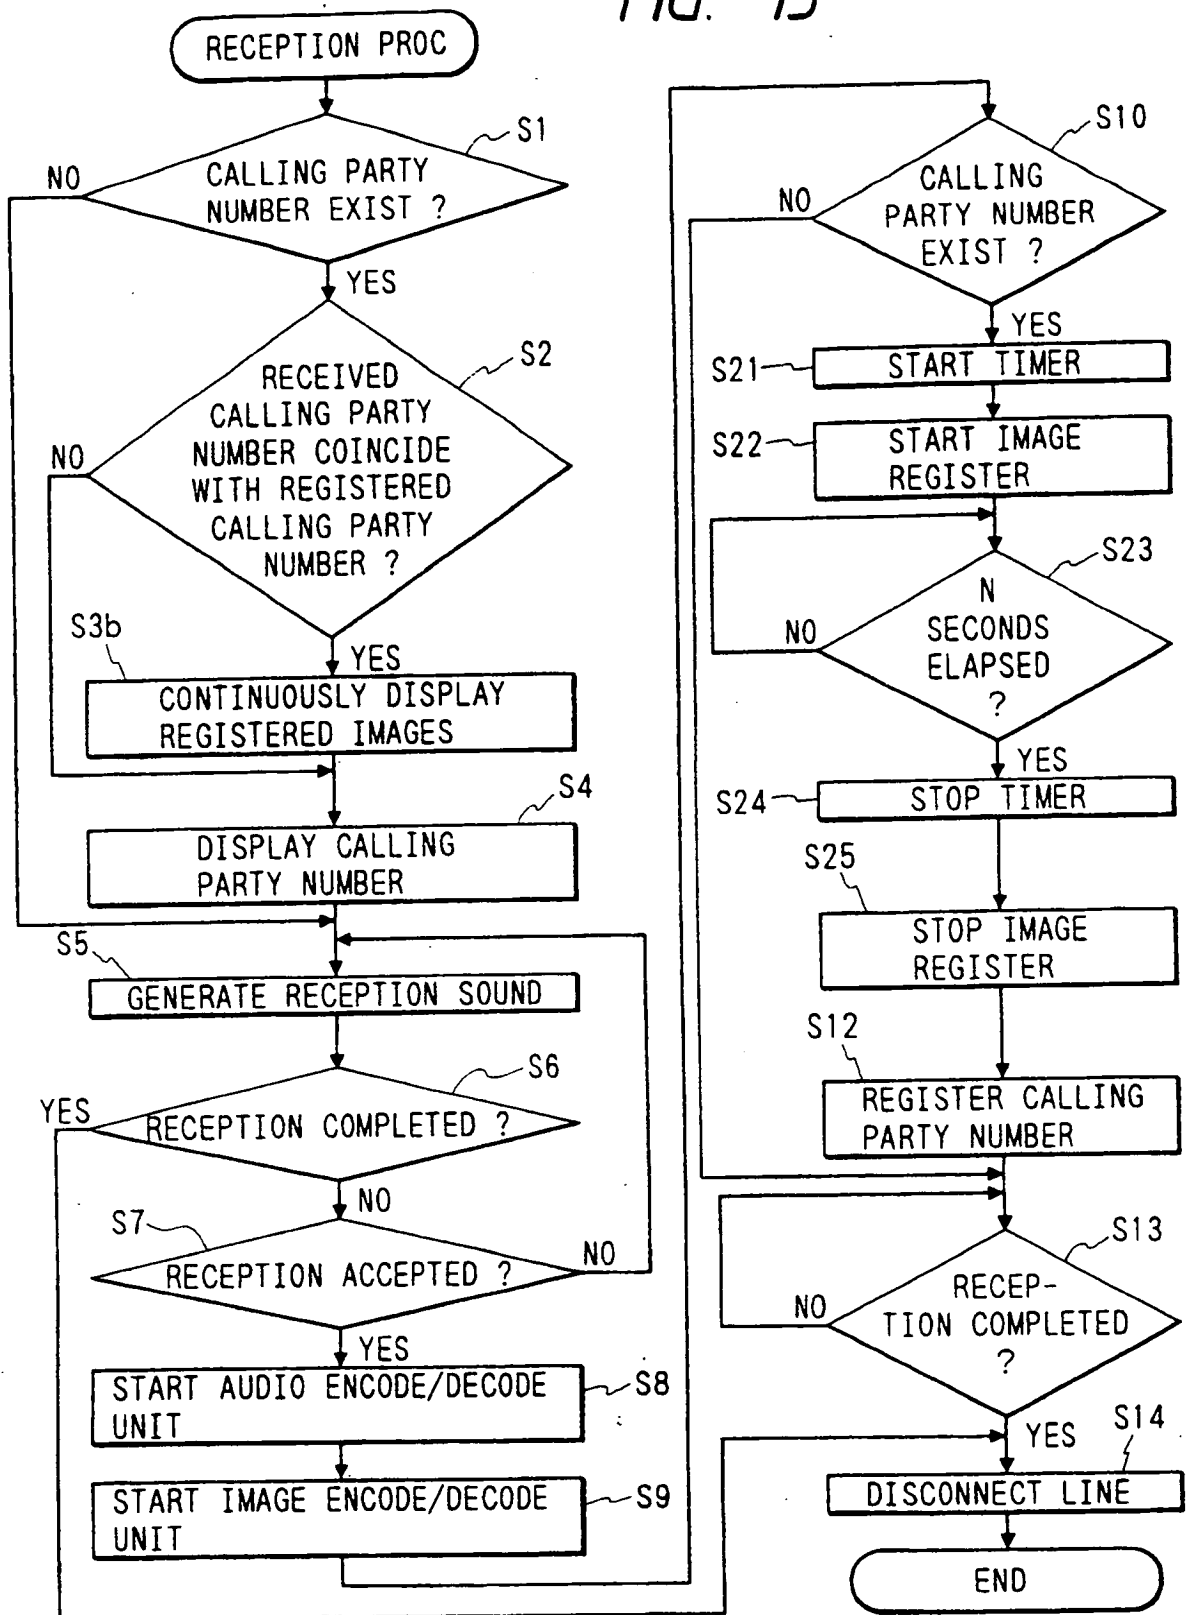 RECEPTION PROC
S1
CALLING PARTY
NUMBER EXIST ?
NO
YES
S2
RECEIVED
CALLING PARTY
NUMBER COINCIDE
WITH REGISTERED
CALLING PARTY
NUMBER ?
NO
YES
S3b
CONTINUOUSLY DISPLAY
REGISTERED IMAGES
S4
DISPLAY CALLING
PARTY NUMBER
S5
GENERATE RECEPTION SOUND
S6
YES
RECEPTION COMPLETED ?
NO
S7
RECEPTION ACCEPTED ?
NO
YES
START AUDIO ENCODE/DECODE
UNIT
S8
START IMAGE ENCODE/DECODE
UNIT
S9
S10
CALLING
PARTY NUMBER
EXIST ?
NO
YES
S21
START TIMER
S22
START IMAGE
REGISTER
S23
N
SECONDS
ELAPSED
?
NO
YES
S24
STOP TIMER
S25
STOP IMAGE
REGISTER
S12
REGISTER CALLING
PARTY NUMBER
S13
RECEP-
TION COMPLETED
?
NO
YES
S14
DISCONNECT LINE
END